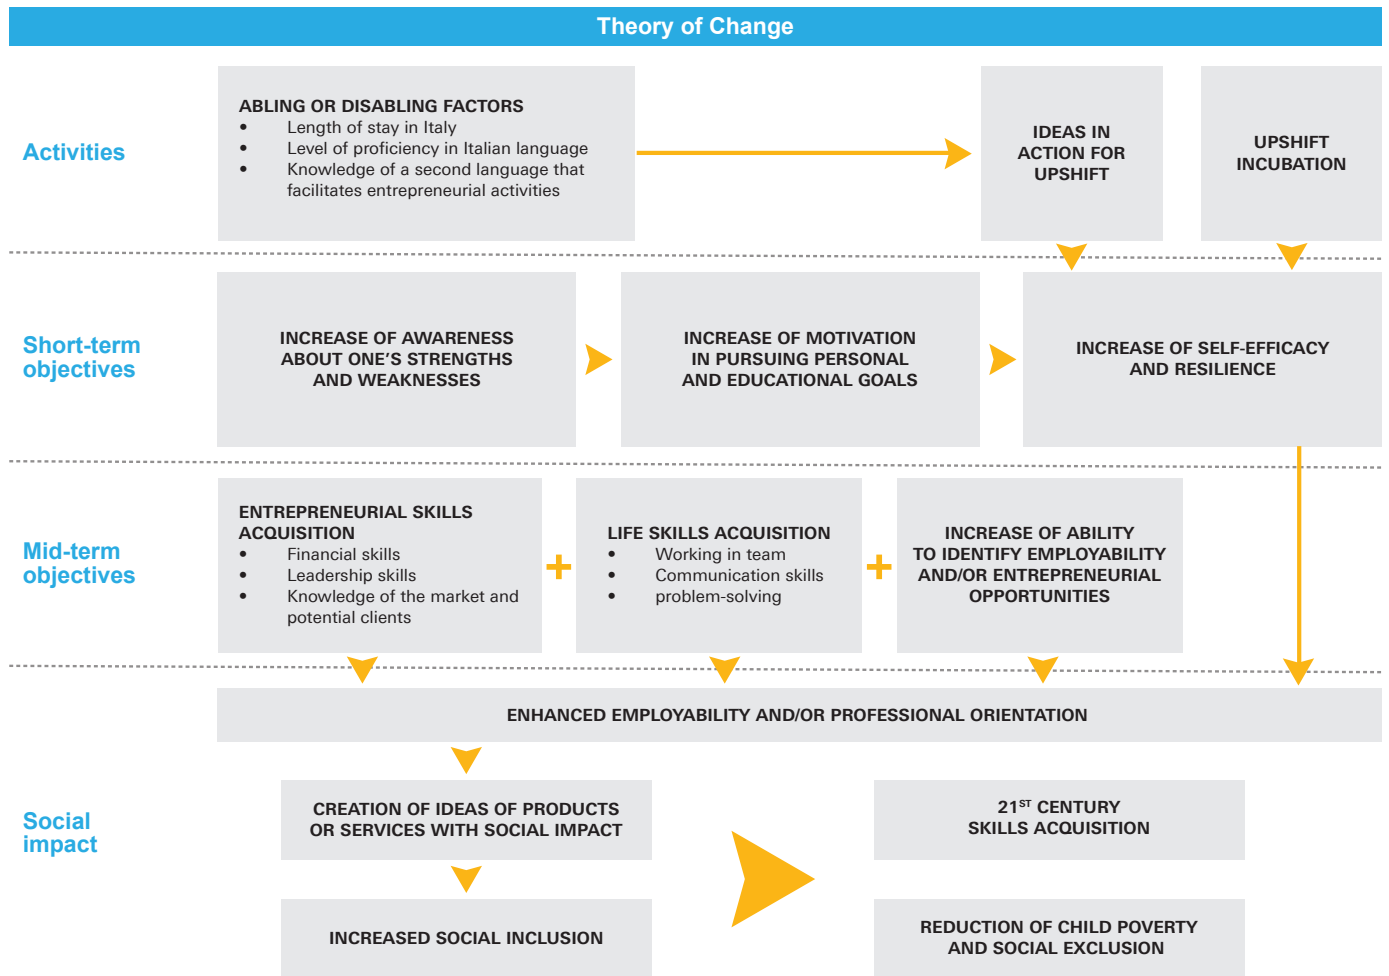 Theory of Change
Activities
ABLING OR DISABLING FACTORS
• Length of stay in Italy
• Level of proficiency in Italian language
• Knowledge of a second language that
facilitates entrepreneurial activities
IDEAS IN
ACTION FOR
UPSHIFT
UPSHIFT
INCUBATION
Short-term
objectives
INCREASE OF AWARENESS
ABOUT ONE'S STRENGTHS
AND WEAKNESSES
INCREASE OF MOTIVATION
IN PURSUING PERSONAL
AND EDUCATIONAL GOALS
INCREASE OF SELF-EFFICACY
AND RESILIENCE
Mid-term
objectives
ENTREPRENEURIAL SKILLS
ACQUISITION
• Financial skills
• Leadership skills
• Knowledge of the market and
potential clients
+
LIFE SKILLS ACQUISITION
• Working in team
• Communication skills
• problem-solving
+
INCREASE OF ABILITY
TO IDENTIFY EMPLOYABILITY
AND/OR ENTREPRENEURIAL
OPPORTUNITIES
Social
impact
ENHANCED EMPLOYABILITY AND/OR PROFESSIONAL ORIENTATION
CREATION OF IDEAS OF PRODUCTS
OR SERVICES WITH SOCIAL IMPACT
INCREASED SOCIAL INCLUSION
21ST CENTURY
SKILLS ACQUISITION
REDUCTION OF CHILD POVERTY
AND SOCIAL EXCLUSION